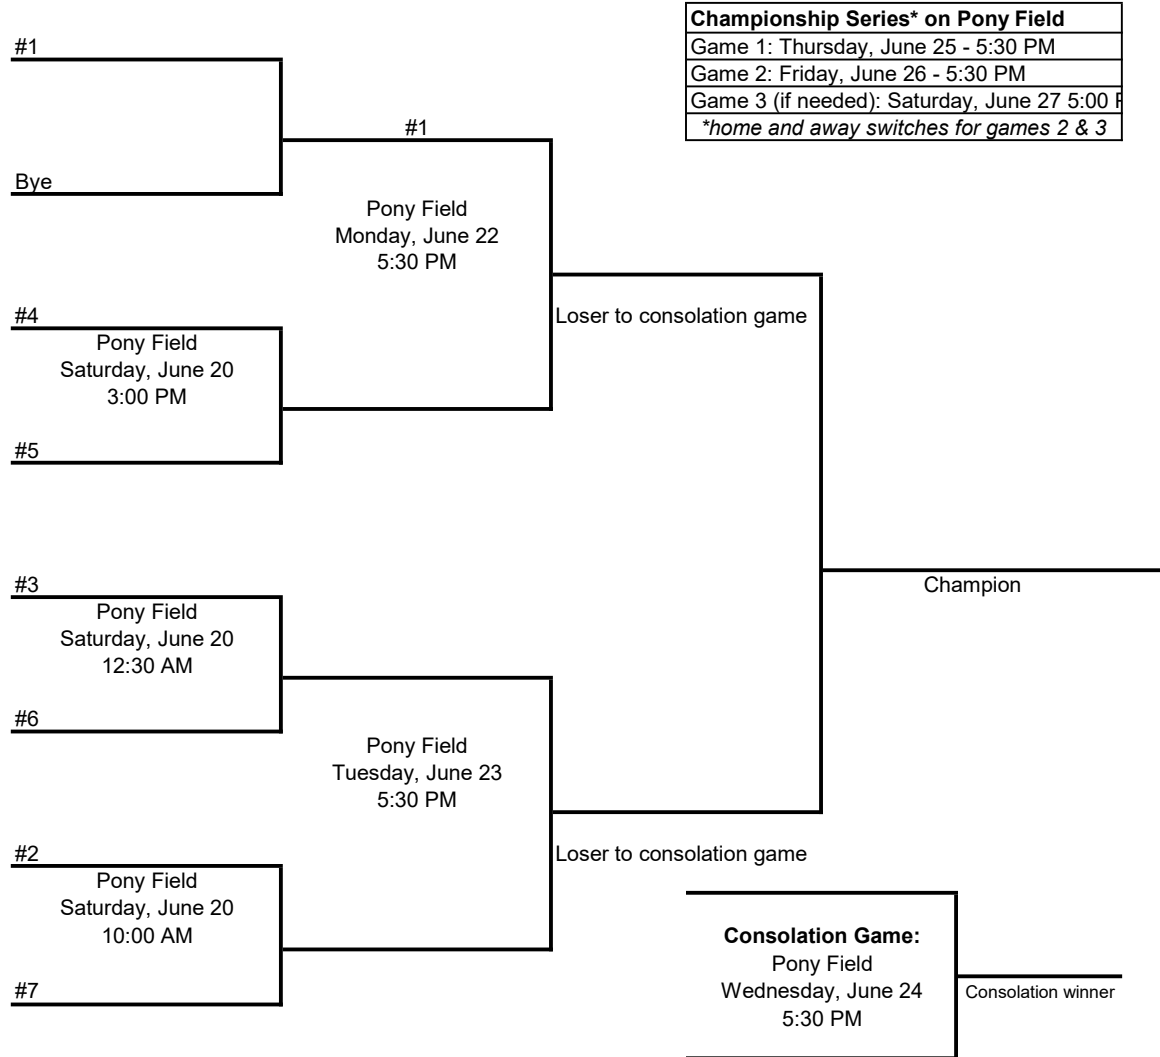 Championship Series* on Pony Field
Game 1: Thursday, June 25 - 5:30 PM
Game 2: Friday, June 26 - 5:30 PM
Game 3 (if needed): Saturday, June 27 5:00
*home and away switches for games 2 & 3
#1
#1
Bye
Pony Field
Monday, June 22
5:30 PM
#4
Pony Field
Saturday, June 20
3:00 PM
Loser to consolation game
#5
#3
Pony Field
Saturday, June 20
12:30 AM
Champion
#6
Pony Field
Tuesday, June 23
5:30 PM
#2
Pony Field
Saturday, June 20
10:00 AM
Loser to consolation game
#7
Consolation Game:
Pony Field
Wednesday, June 24
5:30 PM
Consolation winner